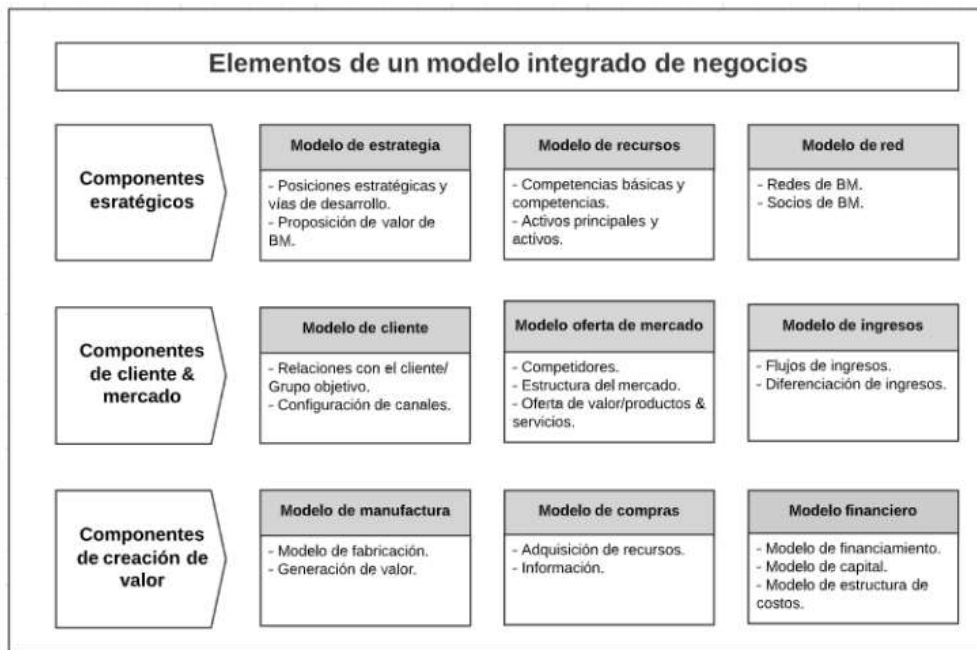 Elementos de un modelo integrado de negocios
Componentes
esratégicos
Modelo de estrategia
- Posiciones estratégicas y
vías de desarrollo.
- Proposición de valor de
BM.
Modelo de recursos
- Competencias básicas y
competencias.
- Activos principales y
activos.
Modelo de red
- Redes de BM.
- Socios de BM.
Componentes
de cliente &
mercado
Modelo de cliente
- Relaciones con el cliente/
Grupo objetivo.
- Configuración de canales.
Modelo oferta de mercado
- Competidores.
- Estructura del mercado.
- Oferta de valor/productos &
servicios.
Modelo de ingresos
- Flujos de ingresos.
- Diferenciación de ingresos.
Componentes
de creación de
valor
Modelo de manufactura
- Modelo de fabricación.
- Generación de valor.
Modelo de compras
- Adquisición de recursos.
- Información.
Modelo financiero
- Modelo de financiamiento.
- Modelo de capital.
- Modelo de estructura de
costos.